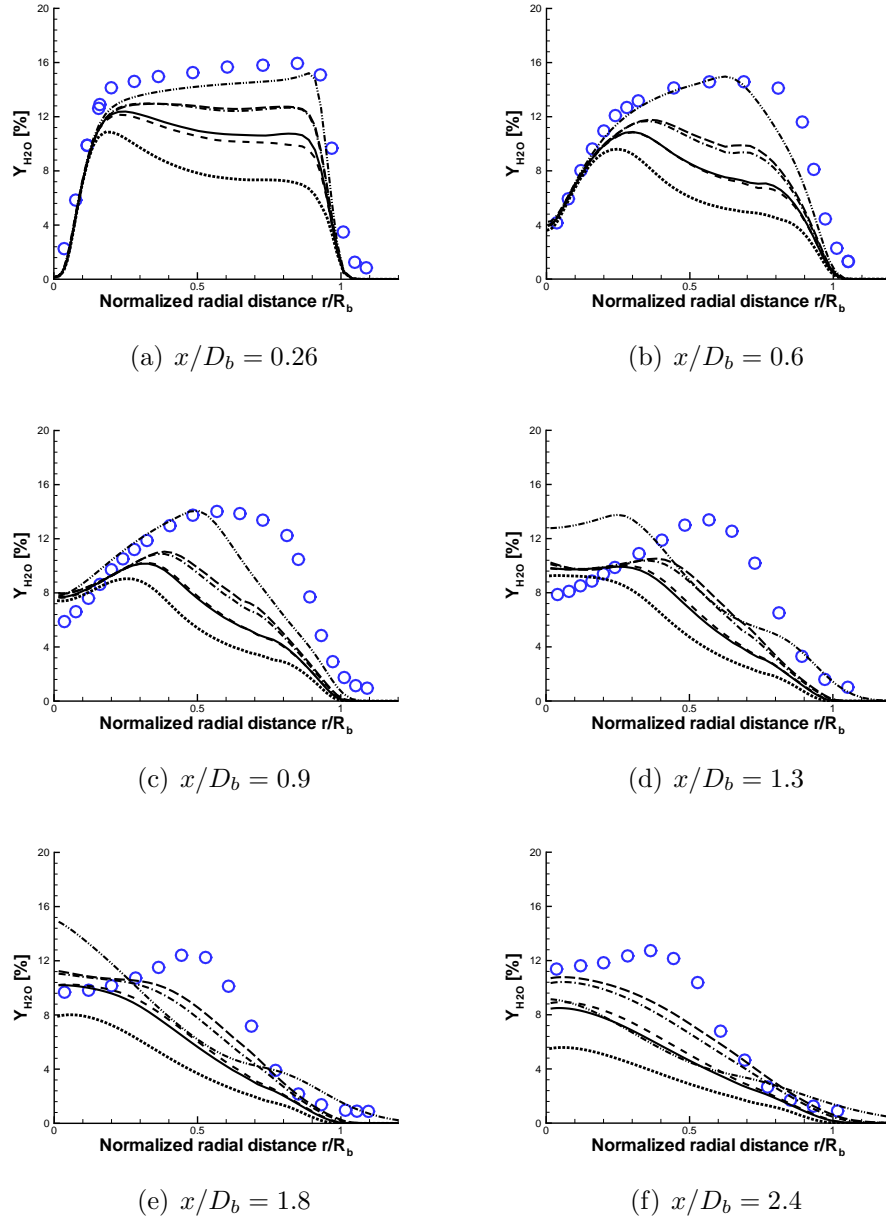 20
16
12
8
4
0
Y_H2O [%]
0 0.5 1
Normalized radial distance r/R_b
(a) x/D_b = 0.26
20
16
12
8
4
0
Y_H2O [%]
0 0.5 1
Normalized radial distance r/R_b
(b) x/D_b = 0.6
20
16
12
8
4
0
Y_H2O [%]
0 0.5 1
Normalized radial distance r/R_b
(c) x/D_b = 0.9
20
16
12
8
4
0
Y_H2O [%]
0 0.5 1
Normalized radial distance r/R_b
(d) x/D_b = 1.3
20
16
12
8
4
0
Y_H2O [%]
0 0.5 1
Normalized radial distance r/R_b
(e) x/D_b = 1.8
20
16
12
8
4
0
Y_H2O [%]
0 0.5 1
Normalized radial distance r/R_b
(f) x/D_b = 2.4